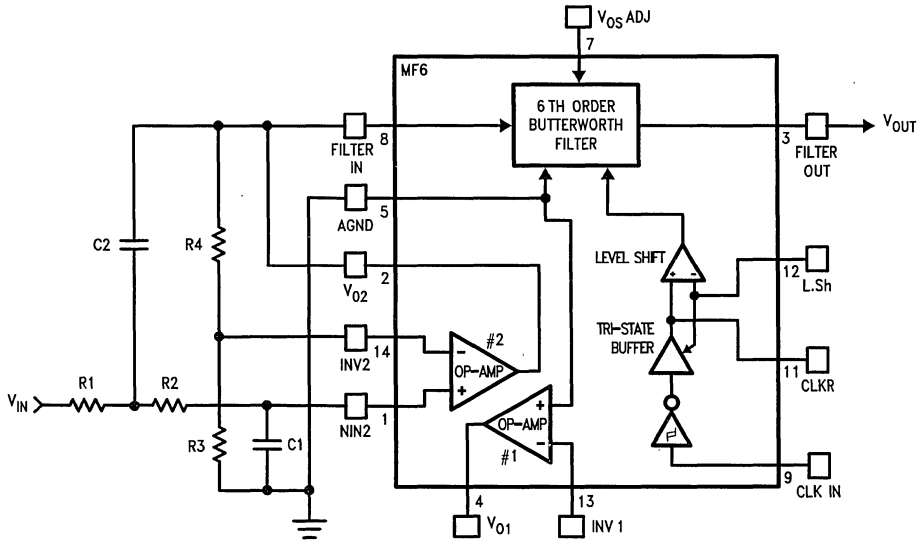 V_OS ADJ
7
MF6
6TH ORDER
BUTTERWORTH
FILTER
FILTER
IN
8
3
FILTER
OUT
V_OUT
AGND
5
C2
R4
V_O2
2
LEVEL SHIFT
+ -
12
L.Sh
TRI-STATE
BUFFER
INV2
14
#2
-
OP-AMP
+
11
CLKR
V_IN
R1
R2
NIN2
1
R3
C1
+
OP-AMP
-
#1
9
CLK IN
4
13
V_O1
INV 1